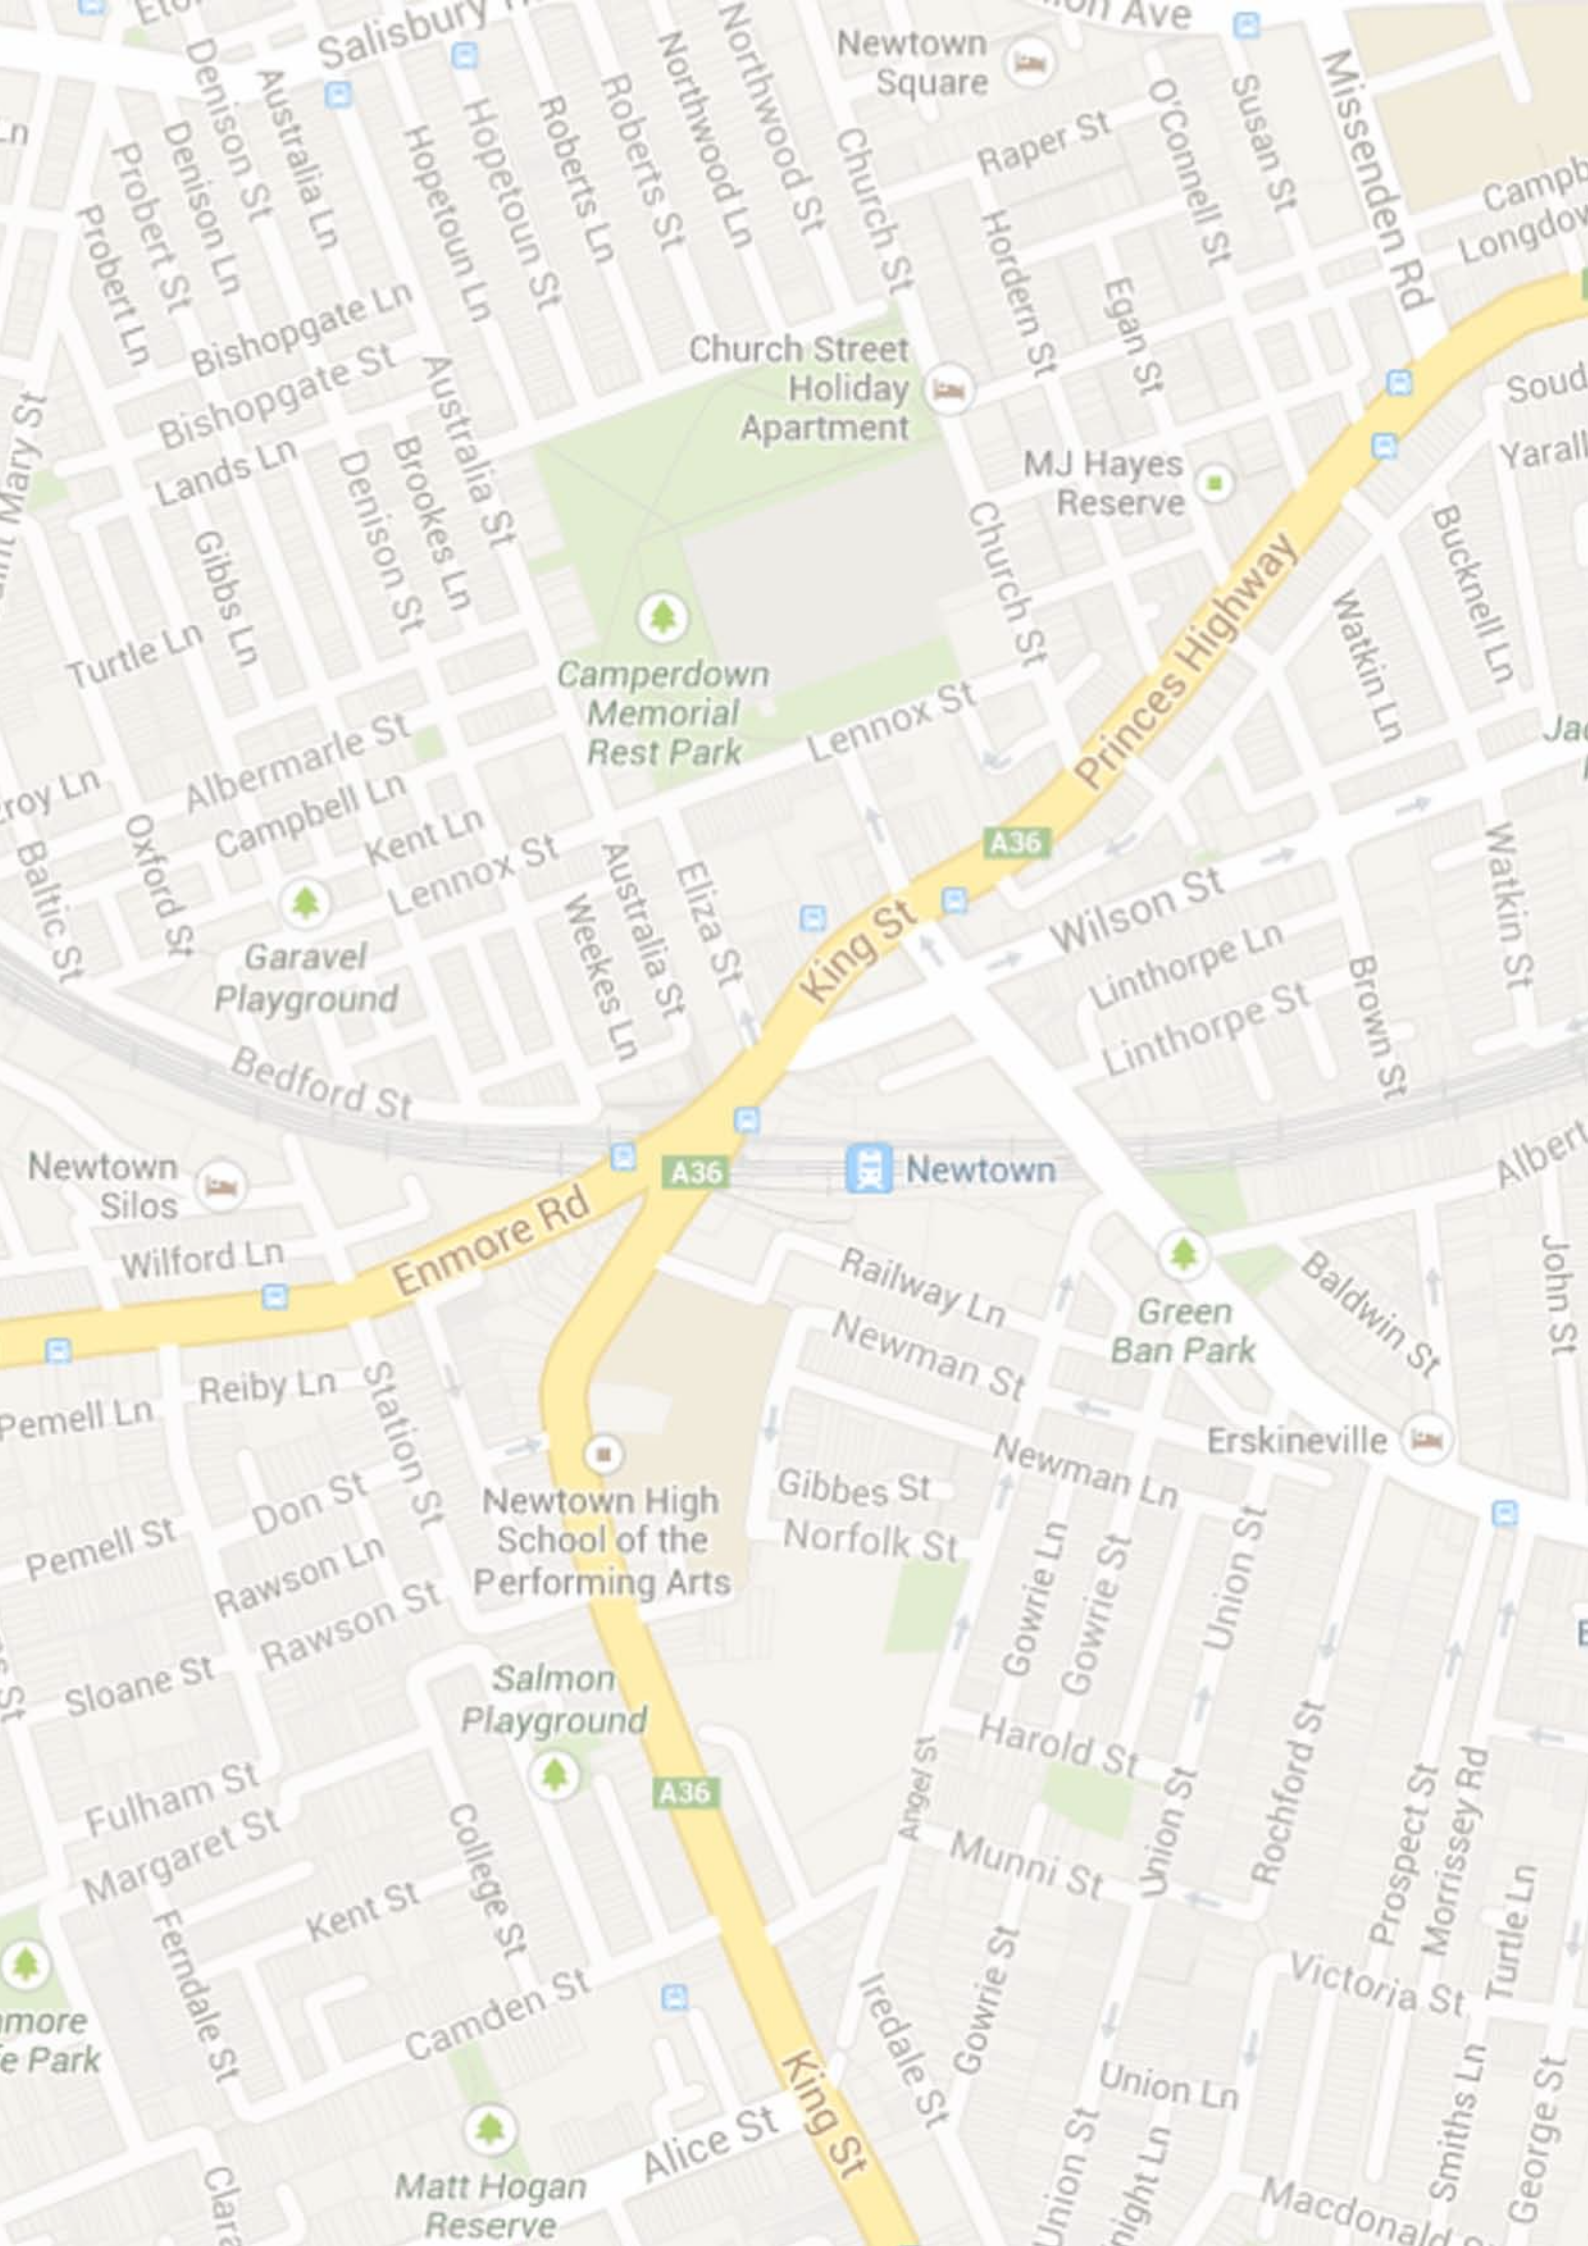 Salisbury
Ave
Newtown
Square
Denison St
Australia Ln
Northwood St
Northwood Ln
Missenden Rd
Susan St
O'Connell St
Raper St
Church St
Hopetoun St
Hopetoun Ln
Roberts Ln
Roberts St
Ln
Probert St
Denison Ln
Probert Ln
Hordern St
Egan St
Bishopgate Ln
Bishopgate St
Church Street
Holiday
Apartment
Australia St
Lands Ln
Mary St
Denison St
Brookes Ln
MJ Hayes
Reserve
Church St
Bucknell Ln
Gibbs Ln
Princes Highway
Watkin Ln
Turtle Ln
Camperdown
Memorial
Rest Park
Lennox St
Albermarle St
Campbell Ln
Kent Ln
Lennox St
Baltic St
Oxford St
A36
Australia St
Eliza St
Weekes Ln
Garavel
Playground
King St
Wilson St
Watkin St
Linthorpe Ln
Linthorpe St
Brown St
Bedford St
Newtown
Silos
A36
Newtown
Wilford Ln
Enmore Rd
Railway Ln
Newman St
Green
Ban Park
Baldwin St
John St
Reiby Ln
Pemell Ln
Station St
Erskineville
Newman Ln
Don St
Pemell St
Newtown High
School of the
Performing Arts
Gibbes St
Norfolk St
Rawson Ln
Rawson St
Gowrie Ln
Gowrie St
Union St
Sloane St
St
Salmon
Playground
Harold St
Angel St
Rochford St
A36
Fulham St
Margaret St
College St
Munni St
Union St
Prospect St
Morrissey Rd
Turtle Ln
Kent St
Ferndale St
Camden St
Iredale St
Gowrie St
Victoria St
Park
Union Ln
Smiths Ln
George St
King St
Alice St
Matt Hogan
Reserve
Union St
Macdonald